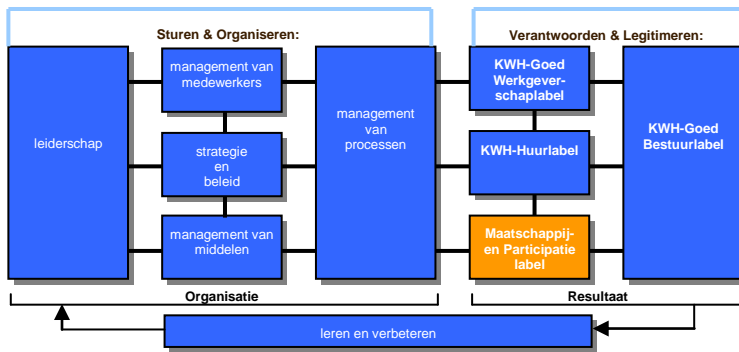 Sturen & Organiseren:
Verantwoorden & Legitimeren:
leiderschap
management van
medewerkers
strategie
en
beleid
management van
middelen
management
van
processen
KWH-Goed
Werkgever-
schaplabel
KWH-Huurlabel
Maatschappij-
en Participatie
label
KWH-Goed
Bestuurlabel
Organisatie
Resultaat
leren en verbeteren